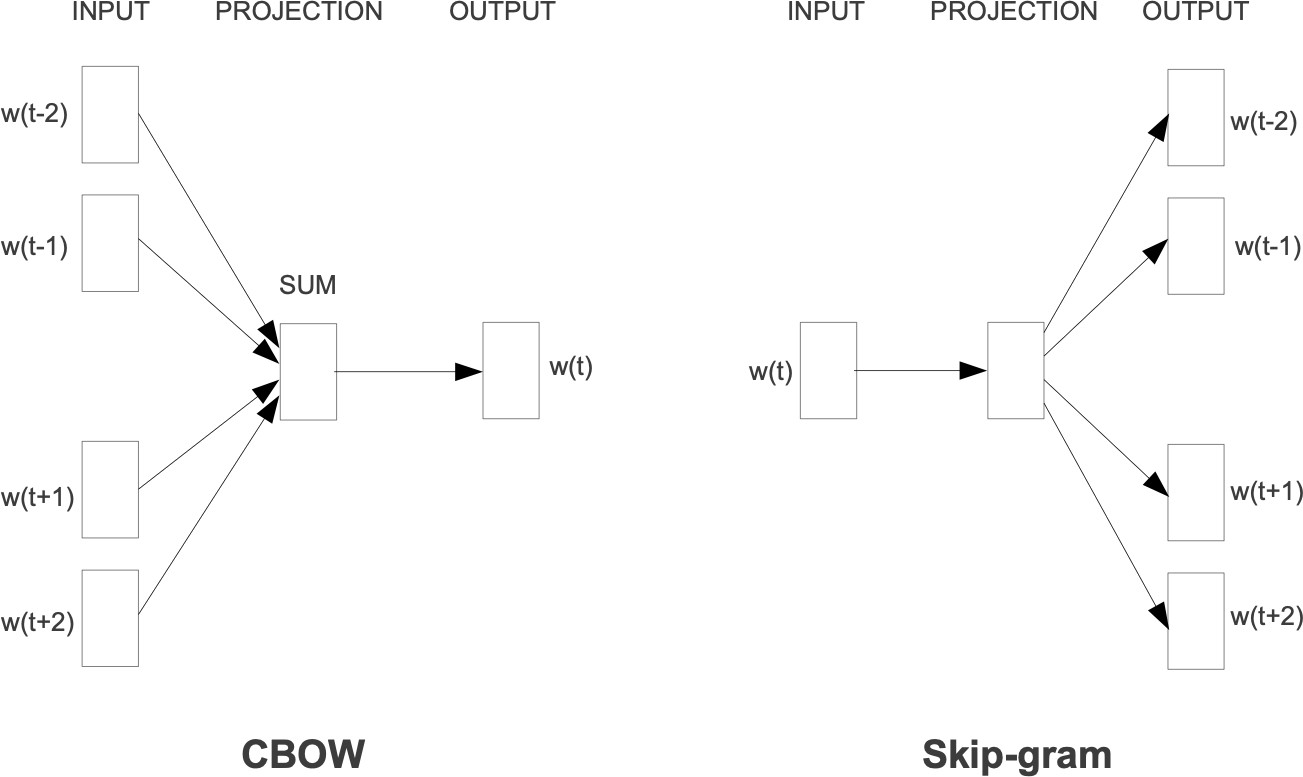 INPUT PROJECTION OUTPUT
w(t-2)
w(t-1)
SUM
w(t)
w(t+1)
w(t+2)
CBOW
INPUT PROJECTION OUTPUT
w(t-2)
w(t-1)
w(t)
w(t+1)
w(t+2)
Skip-gram